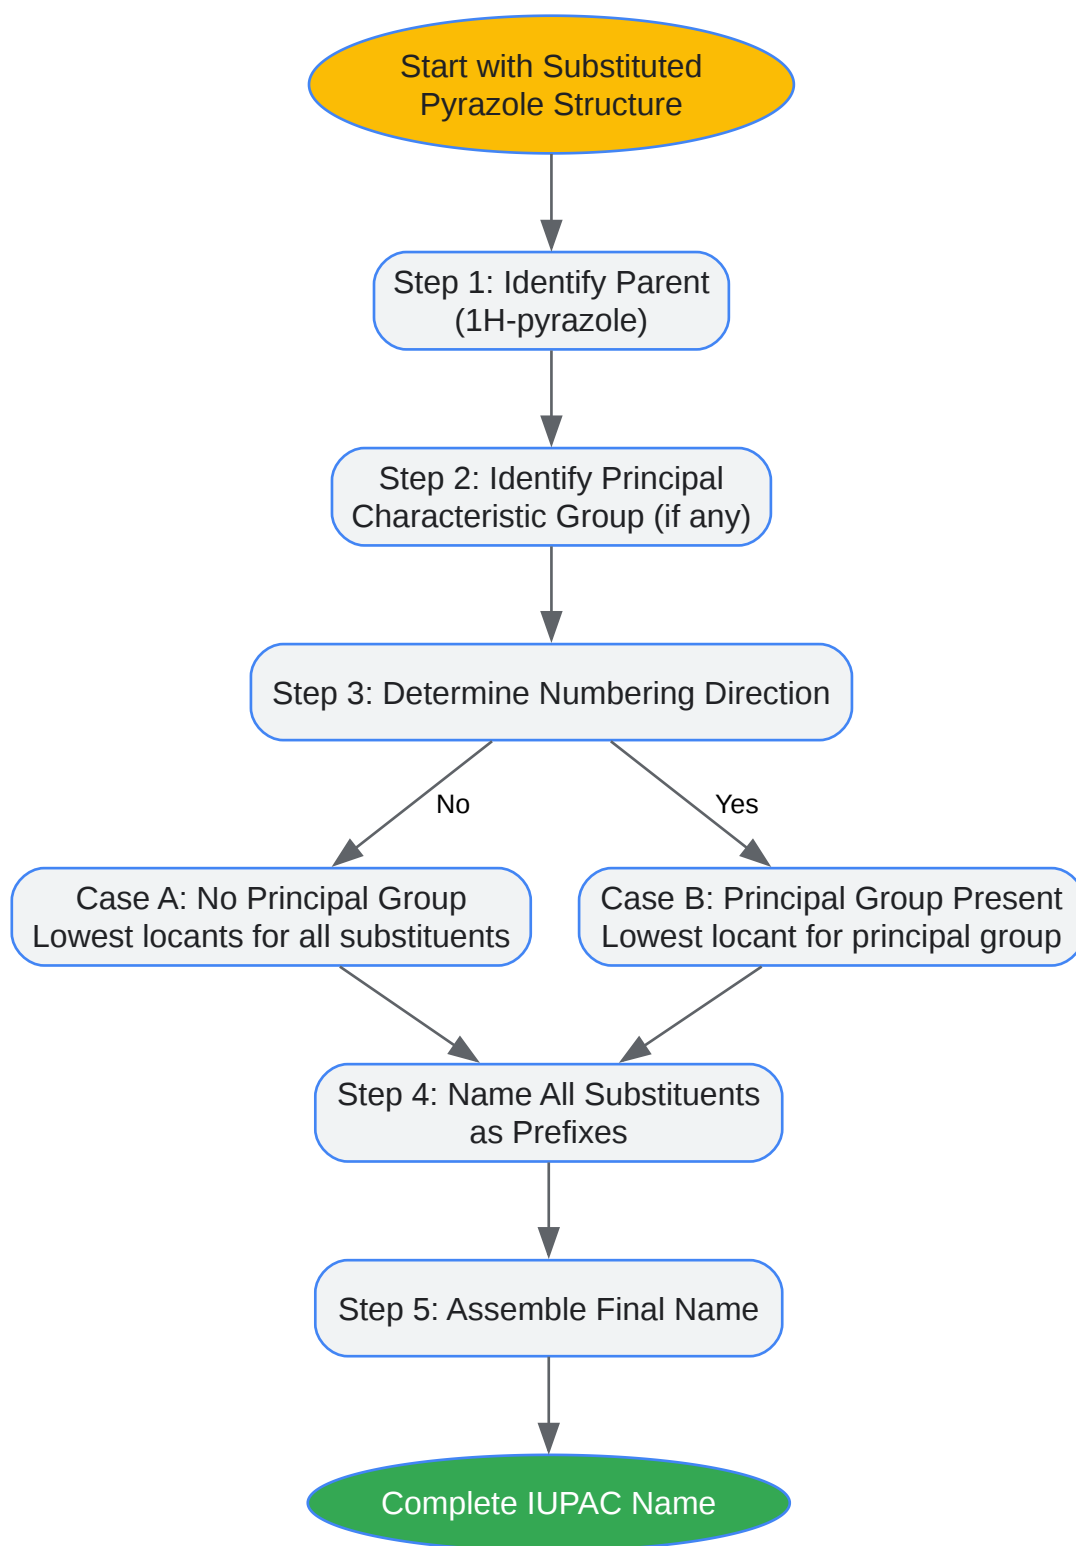 Start with Substituted
Pyrazole Structure
Step 1: Identify Parent
(1H-pyrazole)
Step 2: Identify Principal
Characteristic Group (if any)
Step 3: Determine Numbering Direction
No
Yes
Case A: No Principal Group
Lowest locants for all substituents
Case B: Principal Group Present
Lowest locant for principal group
Step 4: Name All Substituents
as Prefixes
Step 5: Assemble Final Name
Complete IUPAC Name